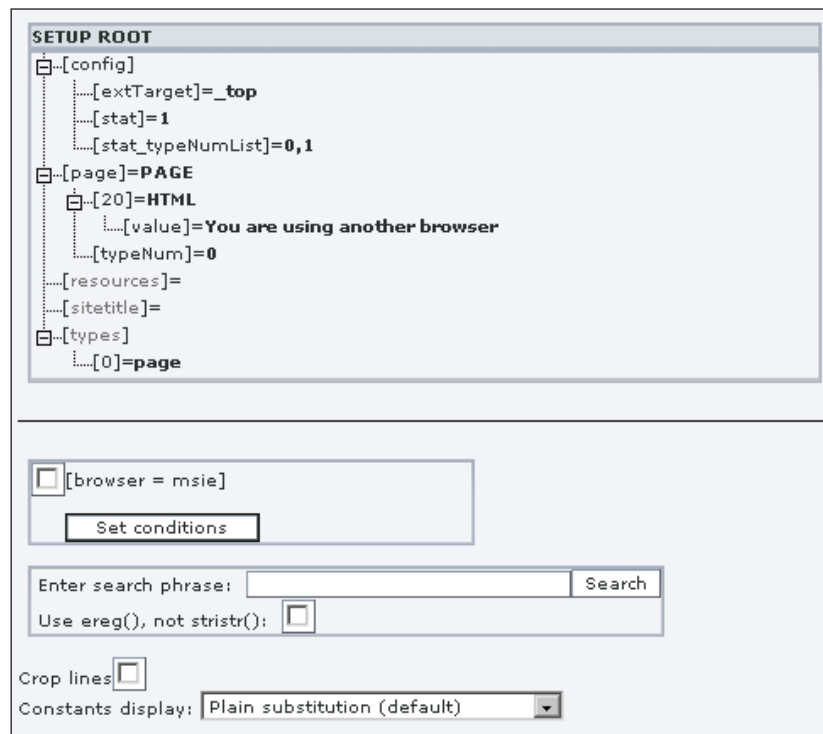 SETUP ROOT
[config]
[extTarget]=_top
[stat]=1
[stat_typeNumList]=0,1
[page]=PAGE
[20]=HTML
[value]=You are using another browser
[typeNum]=0
[resources]=
[sitetitle]=
[types]
[0]=page
[browser = msie]
Set conditions
Enter search phrase: Search
Use ereg(), not stristr():
Crop lines
Constants display: Plain substitution (default)